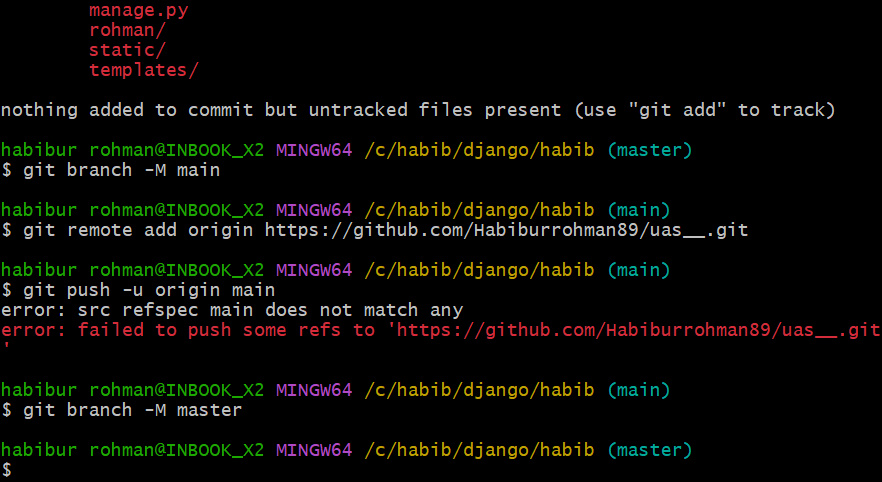 manage.py
rohman/
static/
templates/
nothing added to commit but untracked files present (use "git add" to track)
habibur rohman@INBOOK_X2 MINGW64 /c/habib/django/habib (master)
$ git branch -M main
habibur rohman@INBOOK_X2 MINGW64 /c/habib/django/habib (main)
$ git remote add origin https://github.com/Habiburrohman89/uas__.git
habibur rohman@INBOOK_X2 MINGW64 /c/habib/django/habib (main)
$ git push -u origin main
error: src refspec main does not match any
error: failed to push some refs to 'https://github.com/Habiburrohman89/uas__.git
'
habibur rohman@INBOOK_X2 MINGW64 /c/habib/django/habib (main)
$ git branch -M master
habibur rohman@INBOOK_X2 MINGW64 /c/habib/django/habib (master)
$